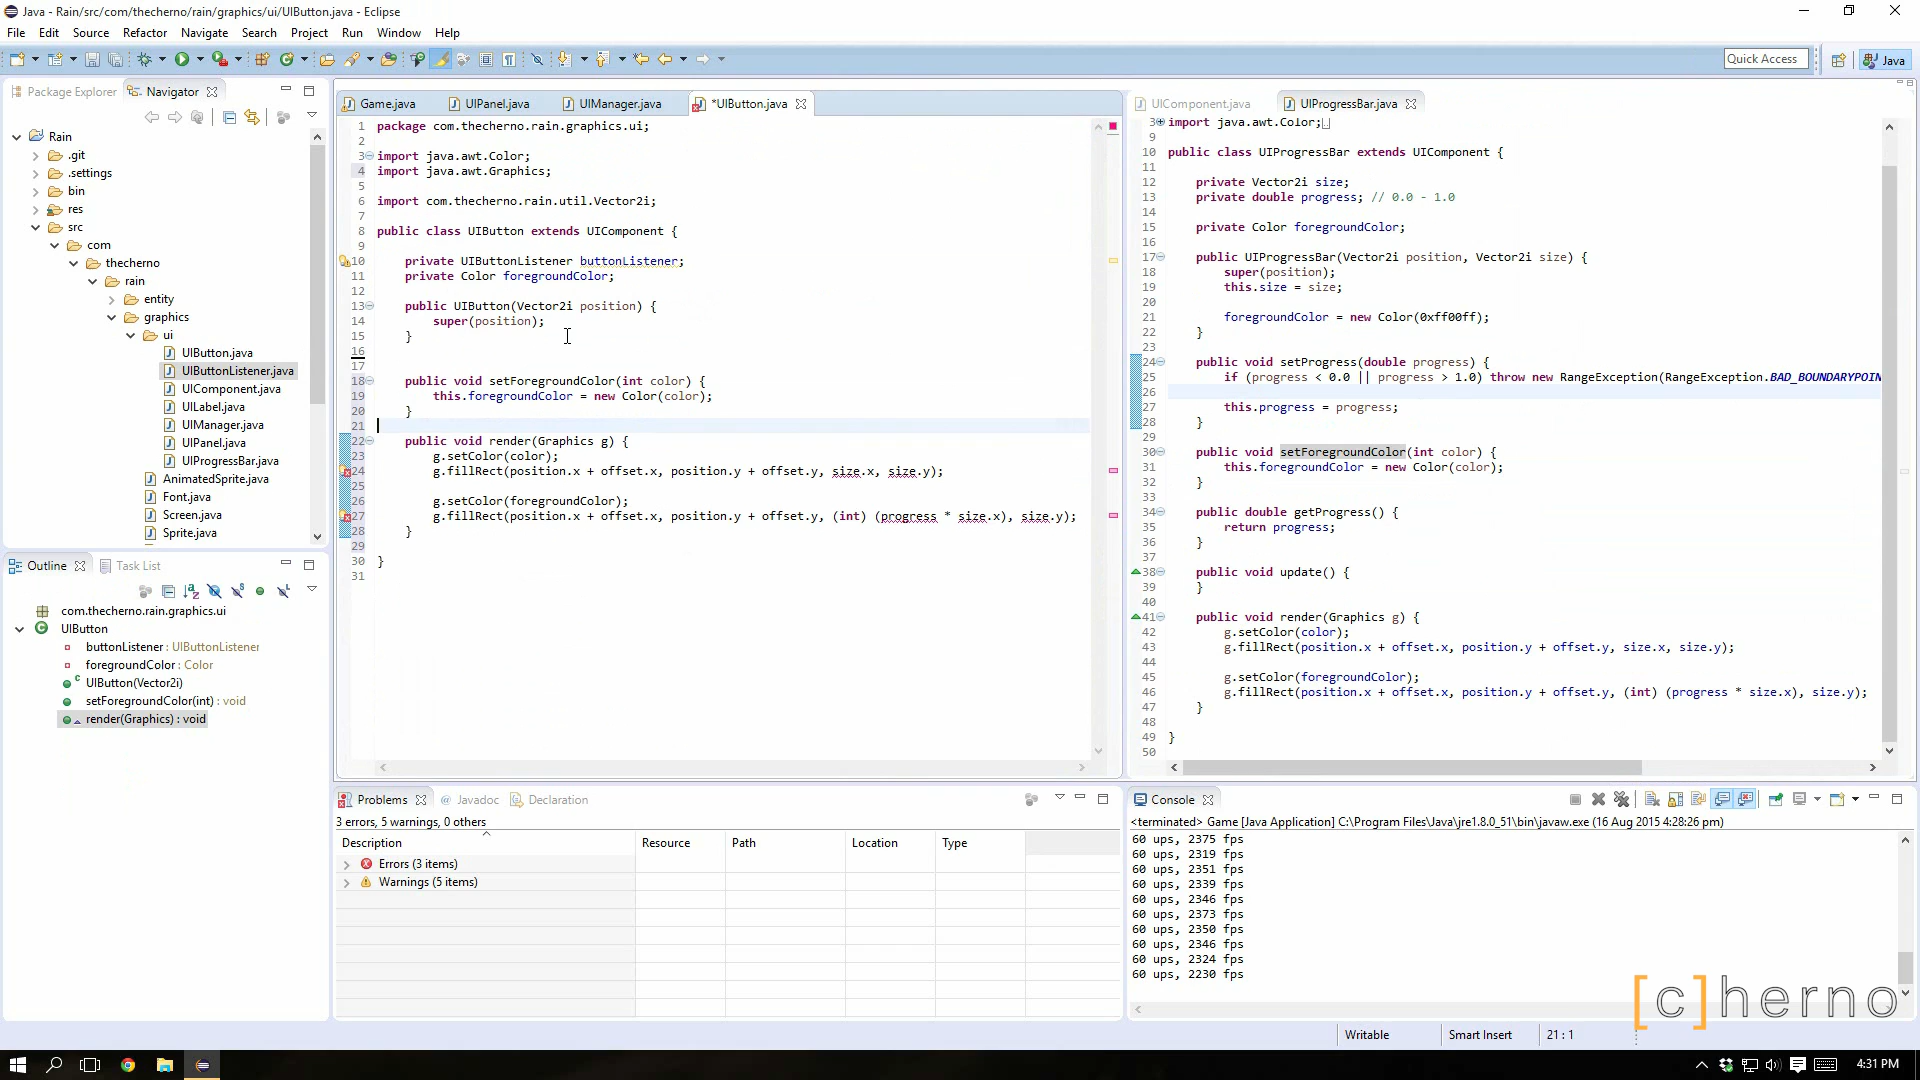 Java - Rain/src/com/thecherno/rain/graphics/ui/UIButton.java - Eclipse
File Edit Source Refactor Navigate Search Project Run Window Help
Quick Access
Java
Package Explorer Navigator
Rain
.git
.settings
bin
res
src
com
thecherno
rain
entity
graphics
ui
UIButton.java
UIButtonListener.java
UIComponent.java
UILabel.java
UIManager.java
UIPanel.java
UIProgressBar.java
AnimatedSprite.java
Font.java
Screen.java
Sprite.java
Outline Task List
com.thecherno.rain.graphics.ui
UIButton
buttonListener : UIButtonListener
foregroundColor : Color
UIButton(Vector2i)
setForegroundColor(int) : void
render(Graphics) : void
Game.java UIPanel.java UIManager.java *UIButton.java
1 package com.thecherno.rain.graphics.ui;
2
3 import java.awt.Color;
4 import java.awt.Graphics;
5
6 import com.thecherno.rain.util.Vector2i;
7
8 public class UIButton extends UIComponent {
9
10 private UIButtonListener buttonListener;
11 private Color foregroundColor;
12
13 public UIButton(Vector2i position) {
14 super(position);
15 }
16
17
18 public void setForegroundColor(int color) {
19 this.foregroundColor = new Color(color);
20 }
21
22 public void render(Graphics g) {
23 g.setColor(color);
24 g.fillRect(position.x + offset.x, position.y + offset.y, size.x, size.y);
25
26 g.setColor(foregroundColor);
27 g.fillRect(position.x + offset.x, position.y + offset.y, (int) (progress * size.x), size.y);
28 }
29
30 }
31
UIComponent.java UIProgressBar.java
3 import java.awt.Color;
9
10 public class UIProgressBar extends UIComponent {
11
12 private Vector2i size;
13 private double progress; // 0.0 - 1.0
14
15 private Color foregroundColor;
16
17 public UIProgressBar(Vector2i position, Vector2i size) {
18 super(position);
19 this.size = size;
20
21 foregroundColor = new Color(0xff00ff);
22 }
23
24 public void setProgress(double progress) {
25 if (progress < 0.0 || progress > 1.0) throw new RangeException(RangeException.BAD_BOUNDARYPOIN
26
27 this.progress = progress;
28 }
29
30 public void setForegroundColor(int color) {
31 this.foregroundColor = new Color(color);
32 }
33
34 public double getProgress() {
35 return progress;
36 }
37
38 public void update() {
39 }
40
41 public void render(Graphics g) {
42 g.setColor(color);
43 g.fillRect(position.x + offset.x, position.y + offset.y, size.x, size.y);
44
45 g.setColor(foregroundColor);
46 g.fillRect(position.x + offset.x, position.y + offset.y, (int) (progress * size.x), size.y);
47 }
48
49 }
50
Problems Javadoc Declaration
3 errors, 5 warnings, 0 others
Description Resource Path Location Type
Errors (3 items)
Warnings (5 items)
Console
<terminated> Game [Java Application] C:\Program Files\Java\jre1.8.0_51\bin\javaw.exe (16 Aug 2015 4:28:26 pm)
60 ups, 2375 fps
60 ups, 2319 fps
60 ups, 2351 fps
60 ups, 2339 fps
60 ups, 2346 fps
60 ups, 2373 fps
60 ups, 2350 fps
60 ups, 2346 fps
60 ups, 2324 fps
60 ups, 2230 fps
[c]herno
Writable Smart Insert 21 : 1
4:31 PM